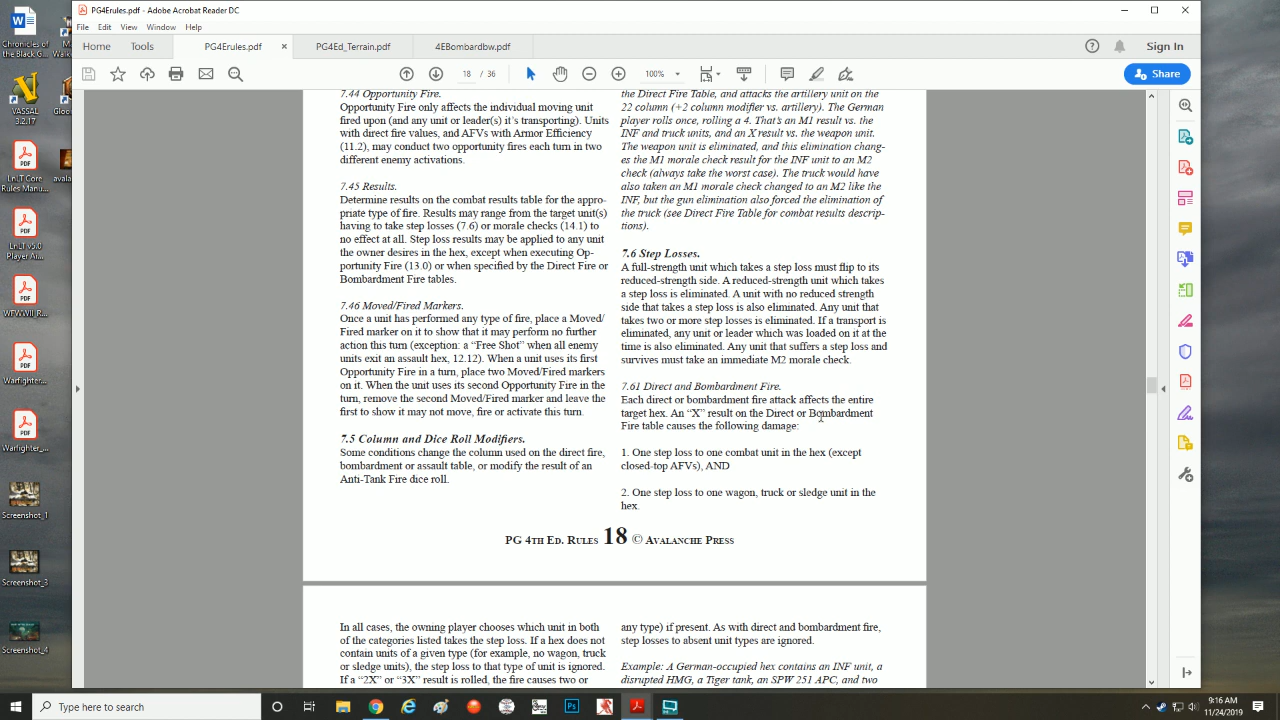 PG4Erules.pdf - Adobe Acrobat Reader DC
File Edit View Window Help
Home Tools PG4Erules.pdf × PG4Ed_Terrain.pdf 4EBombardbw.pdf Sign In
18 / 36 100% Share
7.44 Opportunity Fire.
Opportunity Fire only affects the individual moving unit
fired upon (and any unit or leader(s) it's transporting). Units
with direct fire values, and AFVs with Armor Efficiency
(11.2), may conduct two opportunity fires each turn in two
different enemy activations.
7.45 Results.
Determine results on the combat results table for the appro-
priate type of fire. Results may range from the target unit(s)
having to take step losses (7.6) or morale checks (14.1) to
no effect at all. Step loss results may be applied to any unit
the owner desires in the hex, except when executing Op-
portunity Fire (13.0) or when specified by the Direct Fire or
Bombardment Fire tables.
7.46 Moved/Fired Markers.
Once a unit has performed any type of fire, place a Moved/
Fired marker on it to show that it may perform no further
action this turn (exception: a “Free Shot” when all enemy
units exit an assault hex, 12.12). When a unit uses its first
Opportunity Fire in a turn, place two Moved/Fired markers
on it. When the unit uses its second Opportunity Fire in the
turn, remove the second Moved/Fired marker and leave the
first to show it may not move, fire or activate this turn.
7.5 Column and Dice Roll Modifiers.
Some conditions change the column used on the direct fire,
bombardment or assault table, or modify the result of an
Anti-Tank Fire dice roll.
the Direct Fire Table, and attacks the artillery unit on the
22 column (+2 column modifier vs. artillery). The German
player rolls once, rolling a 4. That's an M1 result vs. the
INF and truck units, and an X result vs. the weapon unit.
The weapon unit is eliminated, and this elimination chang-
es the M1 morale check result for the INF unit to an M2
check (always take the worst case). The truck would have
also taken an M1 morale check changed to an M2 like the
INF, but the gun elimination also forced the elimination of
the truck (see Direct Fire Table for combat results descrip-
tions).
7.6 Step Losses.
A full-strength unit which takes a step loss must flip to its
reduced-strength side. A reduced-strength unit which takes
a step loss is eliminated. A unit with no reduced strength
side that takes a step loss is also eliminated. Any unit that
takes two or more step losses is eliminated. If a transport is
eliminated, any unit or leader which was loaded on it at the
time is also eliminated. Any unit that suffers a step loss and
survives must take an immediate M2 morale check.
7.61 Direct and Bombardment Fire.
Each direct or bombardment fire attack affects the entire
target hex. An “X” result on the Direct or Bombardment
Fire table causes the following damage:
1. One step loss to one combat unit in the hex (except
closed-top AFVs), AND
2. One step loss to one wagon, truck or sledge unit in the
hex.
PG 4TH ED. RULES 18 © AVALANCHE PRESS
In all cases, the owning player chooses which unit in both
of the categories listed takes the step loss. If a hex does not
contain units of a given type (for example, no wagon, truck
or sledge units), the step loss to that type of unit is ignored.
If a “2X” or “3X” result is rolled, the fire causes two or
any type) if present. As with direct and bombardment fire,
step losses to absent unit types are ignored.
Example: A German-occupied hex contains an INF unit, a
disrupted HMG, a Tiger tank, an SPW 251 APC, and two
Chronicles of
the Black G...
VASSAL
3.2.17
LnLT Core
Rules Manu...
LnLT v5.0
Player Ai...
WFWWII_R...
Warfighter...
Warfighter_...
Screenshot_1
Screenshot_3
Screenshot_4
Type here to search
9:16 AM
11/24/2019